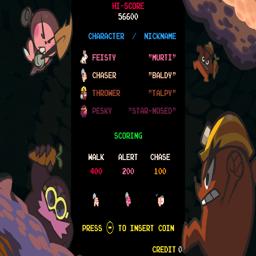 HI-SCORE
56600
CHARACTER / NICKNAME
FEISTY "MURTI"
CHASER "BALDY"
THROWER "TALPY"
PESKY "STAR-NOSED"
SCORING
WALK ALERT CHASE
400 200 100
PRESS TO INSERT COIN
CREDIT 0